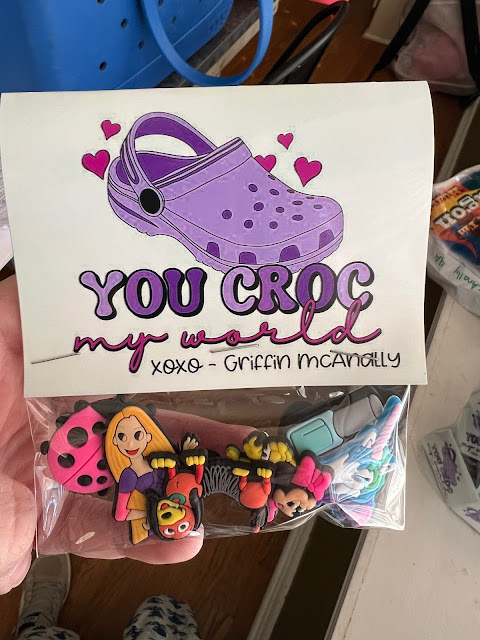 YOU CROC
my world
xoxo - Griffin McAnally